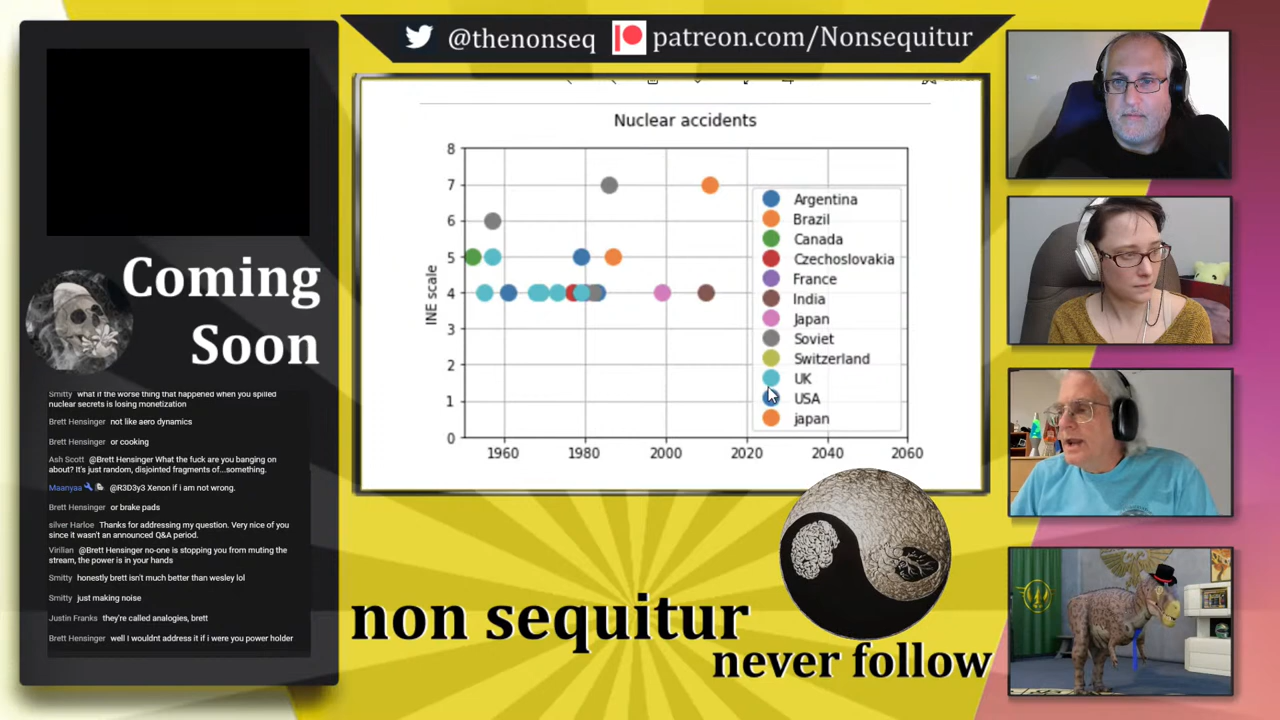 @thenonseq patreon.com/Nonsequitur
Coming
Soon
Smitty what if the worse thing that happened when you spilled
nuclear secrets is losing monetization
Brett Hensinger not like aero dynamics
Brett Hensinger or cooking
Ash Scott @Brett Hensinger What the fuck are you banging on
about? It's just random, disjointed fragments of...something.
Maanyaa @R3D3y3 Xenon if i am not wrong.
Brett Hensinger or brake pads
silver Harloe Thanks for addressing my question. Very nice of you
since it wasn't an announced Q&A period.
Virilian @Brett Hensinger no-one is stopping you from muting the
stream, the power is in your hands
Smitty honestly brett isn't much better than wesley lol
Smitty just making noise
Justin Franks they're called analogies, brett
Brett Hensinger well I wouldnt address it if i were you power holder
Nuclear accidents
INE scale
8
7
6
5
4
3
2
1
0
1960 1980 2000 2020 2040 2060
Argentina
Brazil
Canada
Czechoslovakia
France
India
Japan
Soviet
Switzerland
UK
USA
japan
non sequitur
never follow